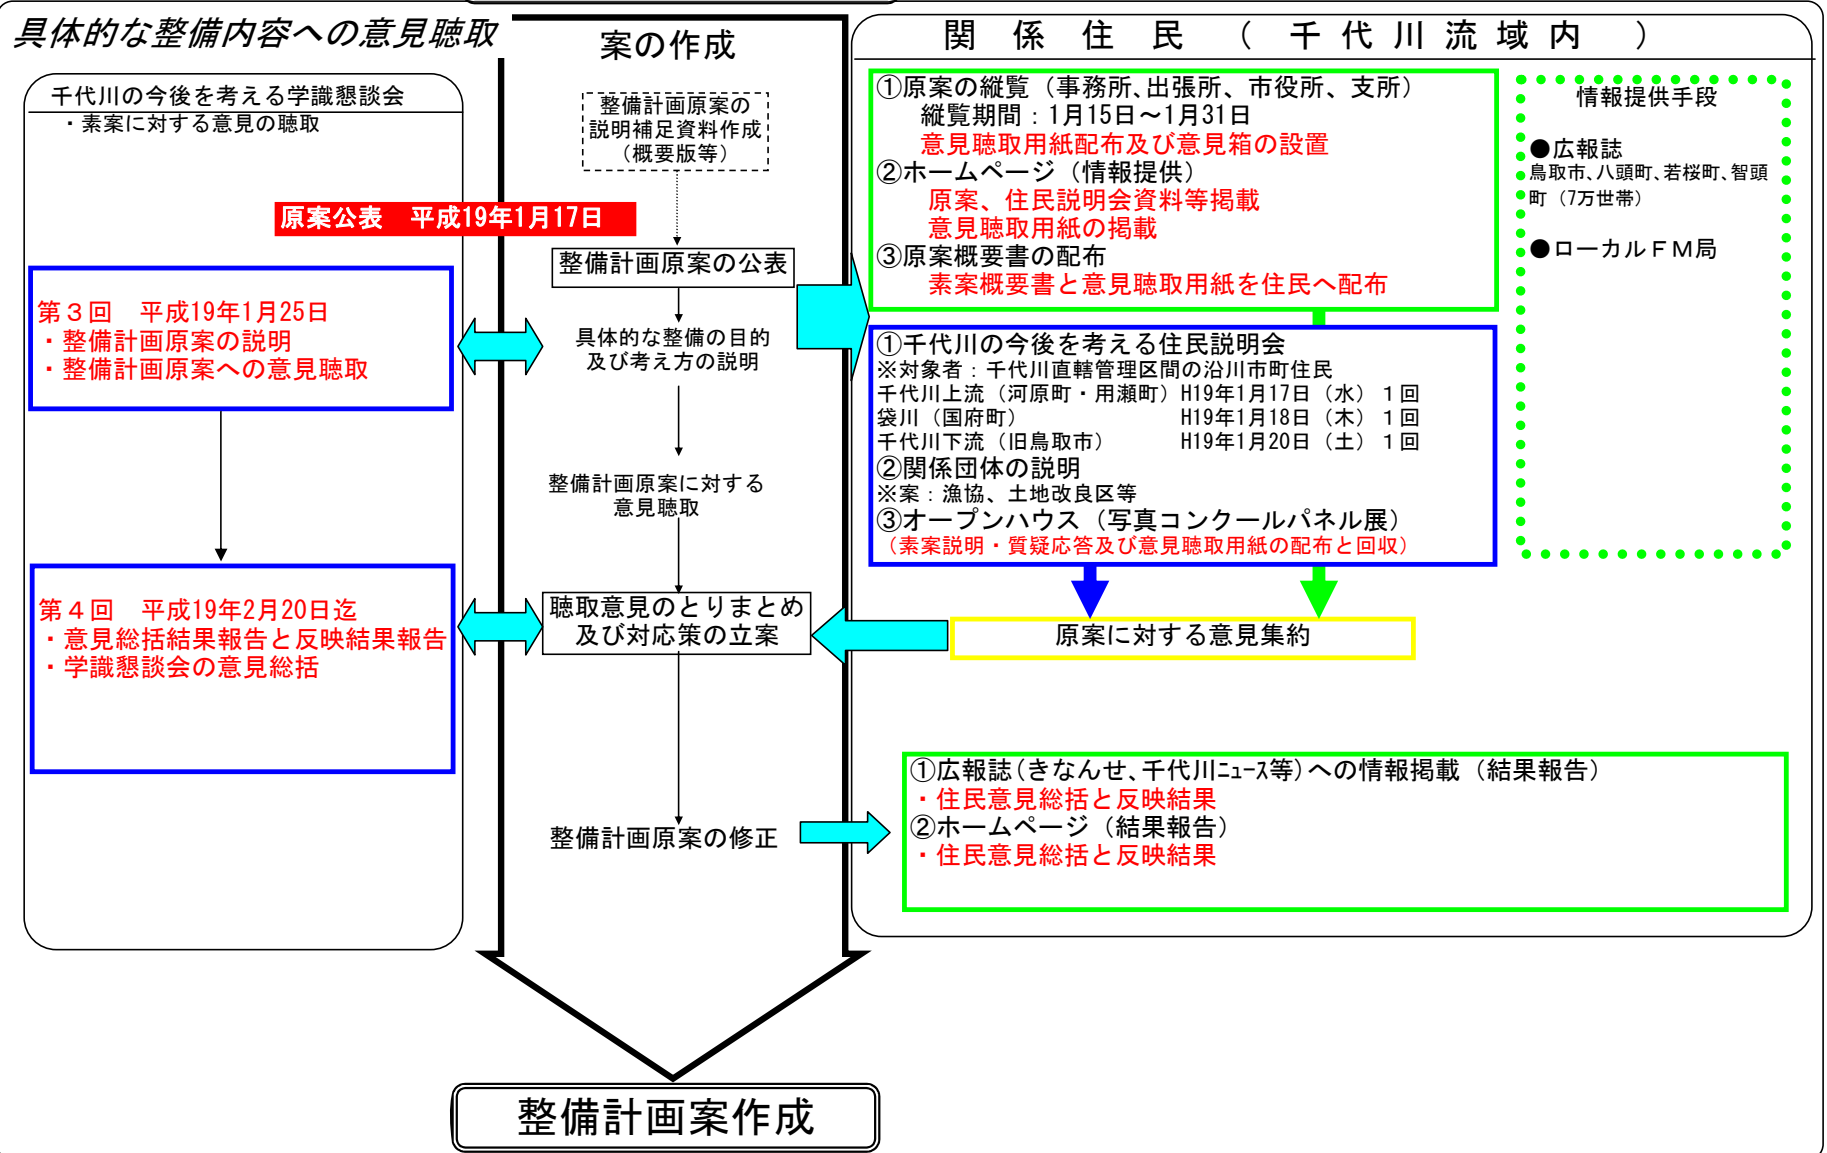 具体的な整備内容への意見聴取
千代川の今後を考える学識懇談会
・素案に対する意見の聴取
原案公表　平成19年1月17日
第３回　平成19年1月25日
・整備計画原案の説明
・整備計画原案への意見聴取
第４回　平成19年2月20日迄
・意見総括結果報告と反映結果報告
・学識懇談会の意見総括
案の作成
整備計画原案の
説明補足資料作成
（概要版等）
整備計画原案の公表
具体的な整備の目的
及び考え方の説明
整備計画原案に対する
意見聴取
聴取意見のとりまとめ
及び対応策の立案
整備計画原案の修正
関係住民（千代川流域内）
①原案の縦覧（事務所、出張所、市役所、支所）
縦覧期間：1月15日～1月31日
意見聴取用紙配布及び意見箱の設置
②ホームページ（情報提供）
原案、住民説明会資料等掲載
意見聴取用紙の掲載
③原案概要書の配布
素案概要書と意見聴取用紙を住民へ配布
情報提供手段
●広報誌
鳥取市、八頭町、若桜町、智頭
町（7万世帯）
●ローカルＦＭ局
①千代川の今後を考える住民説明会
※対象者：千代川直轄管理区間の沿川市町住民
千代川上流（河原町・用瀬町）H19年1月17日（水）１回
袋川（国府町）　H19年1月18日（木）１回
千代川下流（旧鳥取市）　H19年1月20日（土）１回
②関係団体の説明
※案：漁協、土地改良区等
③オープンハウス（写真コンクールパネル展）
（素案説明・質疑応答及び意見聴取用紙の配布と回収）
原案に対する意見集約
①広報誌（きなんせ、千代川ﾆｭｰｽ等）への情報掲載（結果報告）
・住民意見総括と反映結果
②ホームページ（結果報告）
・住民意見総括と反映結果
整備計画案作成